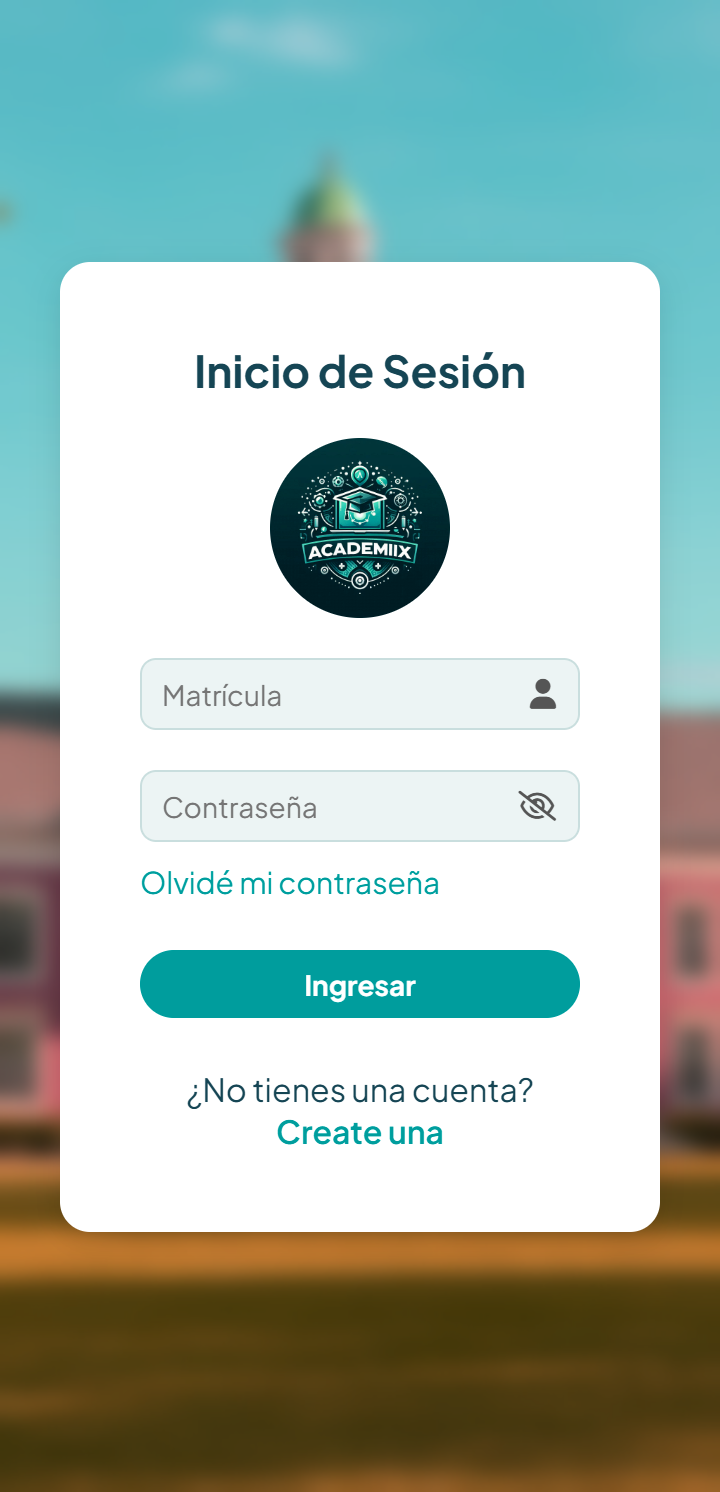 Inicio de Sesión
ACADEMIIX
Matrícula
Contraseña
Olvidé mi contraseña
Ingresar
¿No tienes una cuenta?
Create una